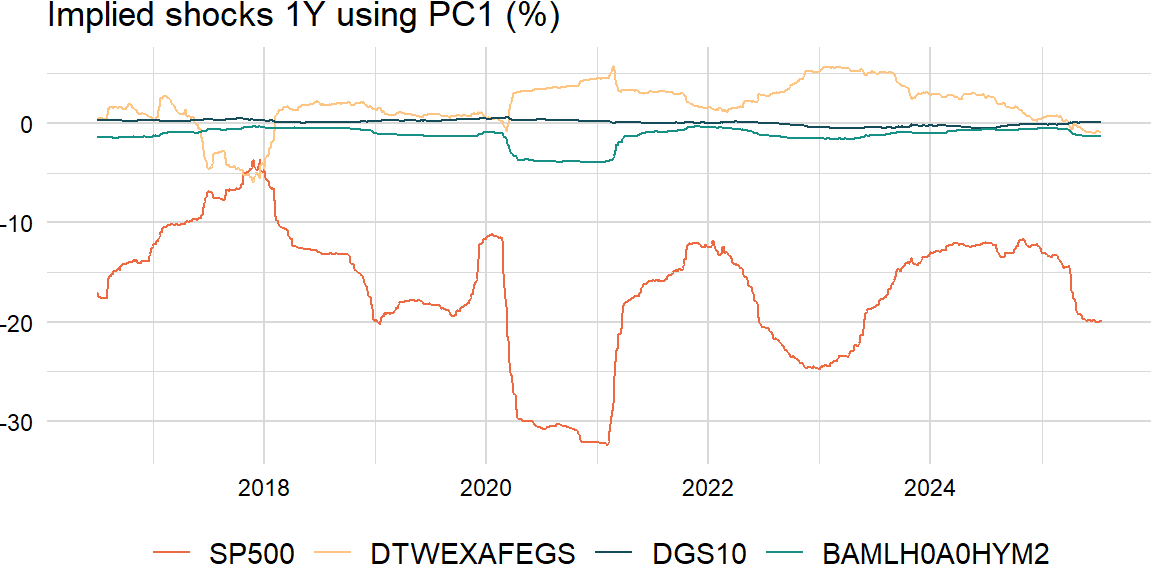 Implied shocks 1Y using PC1 (%)
0
-10
-20
-30
2018 2020 2022 2024
SP500 DTWEXAFEGS DGS10 BAMLH0A0HYM2